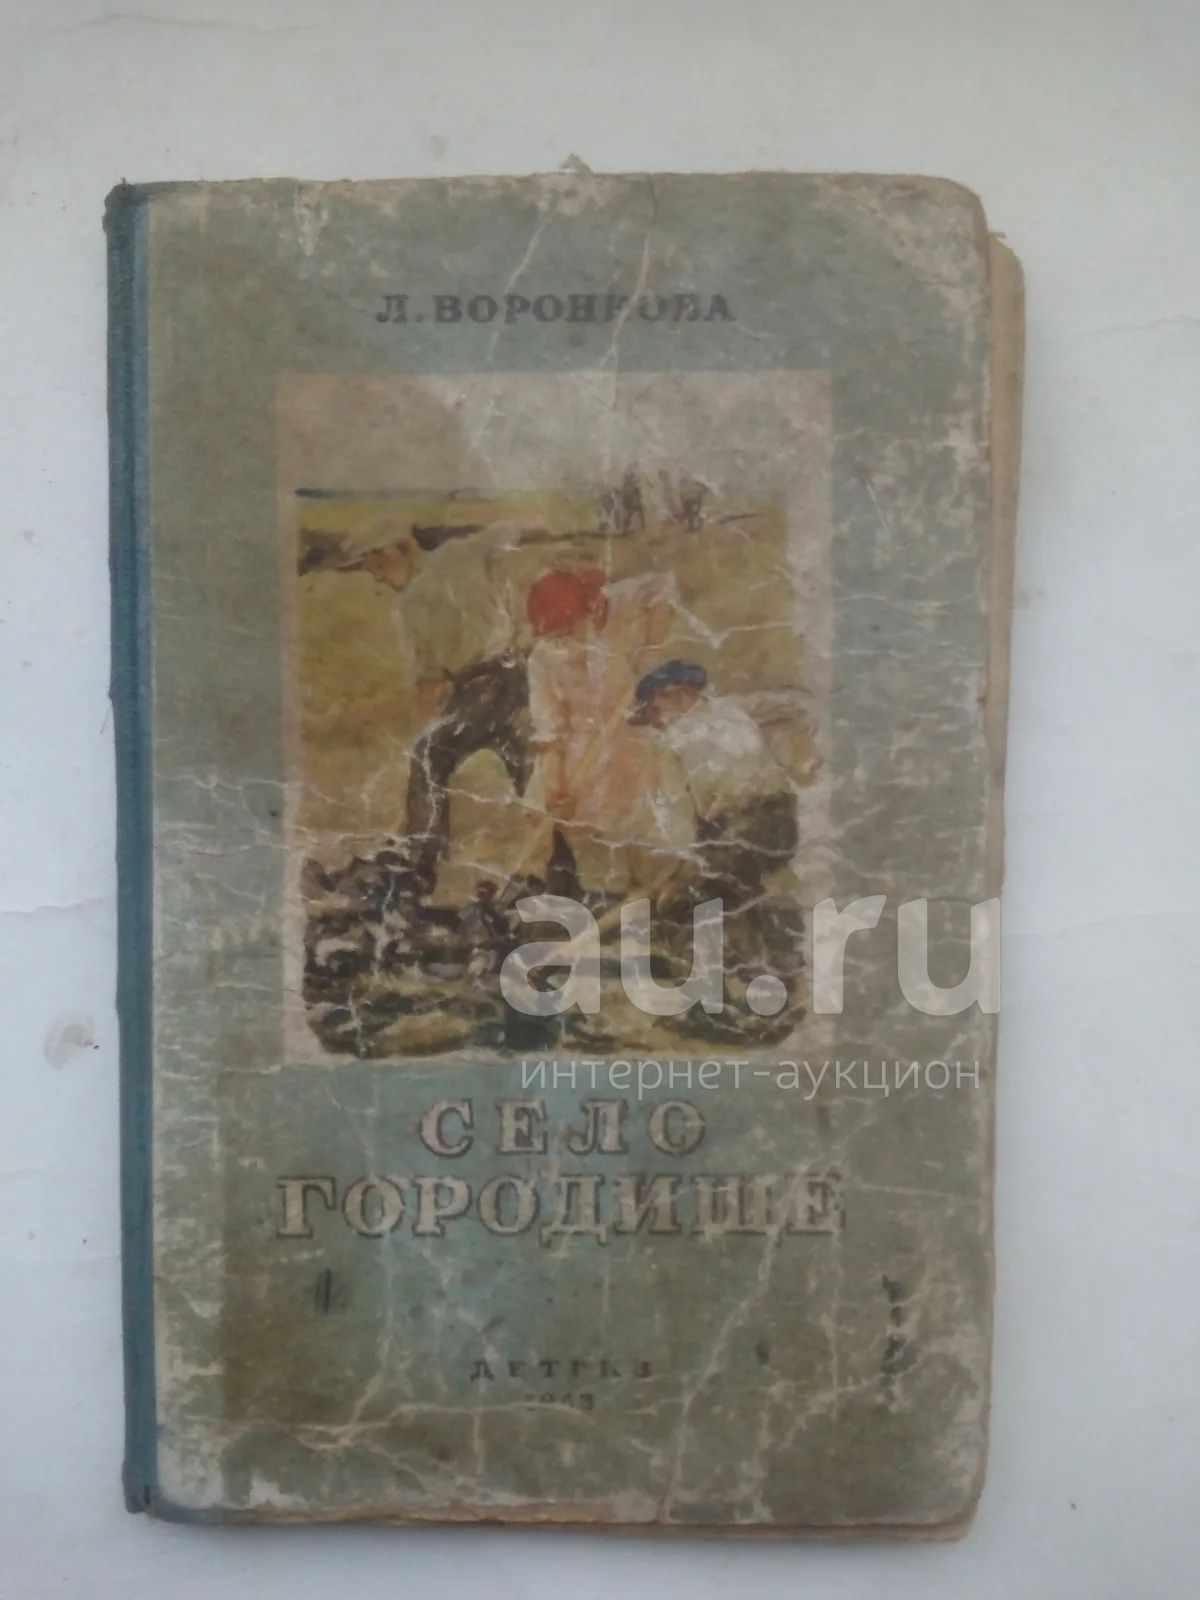 Л. ВОРОНКОВА
au.ru
интернет-аукцион
СЕЛО
ГОРОДИЩЕ
ДЕТГИЗ